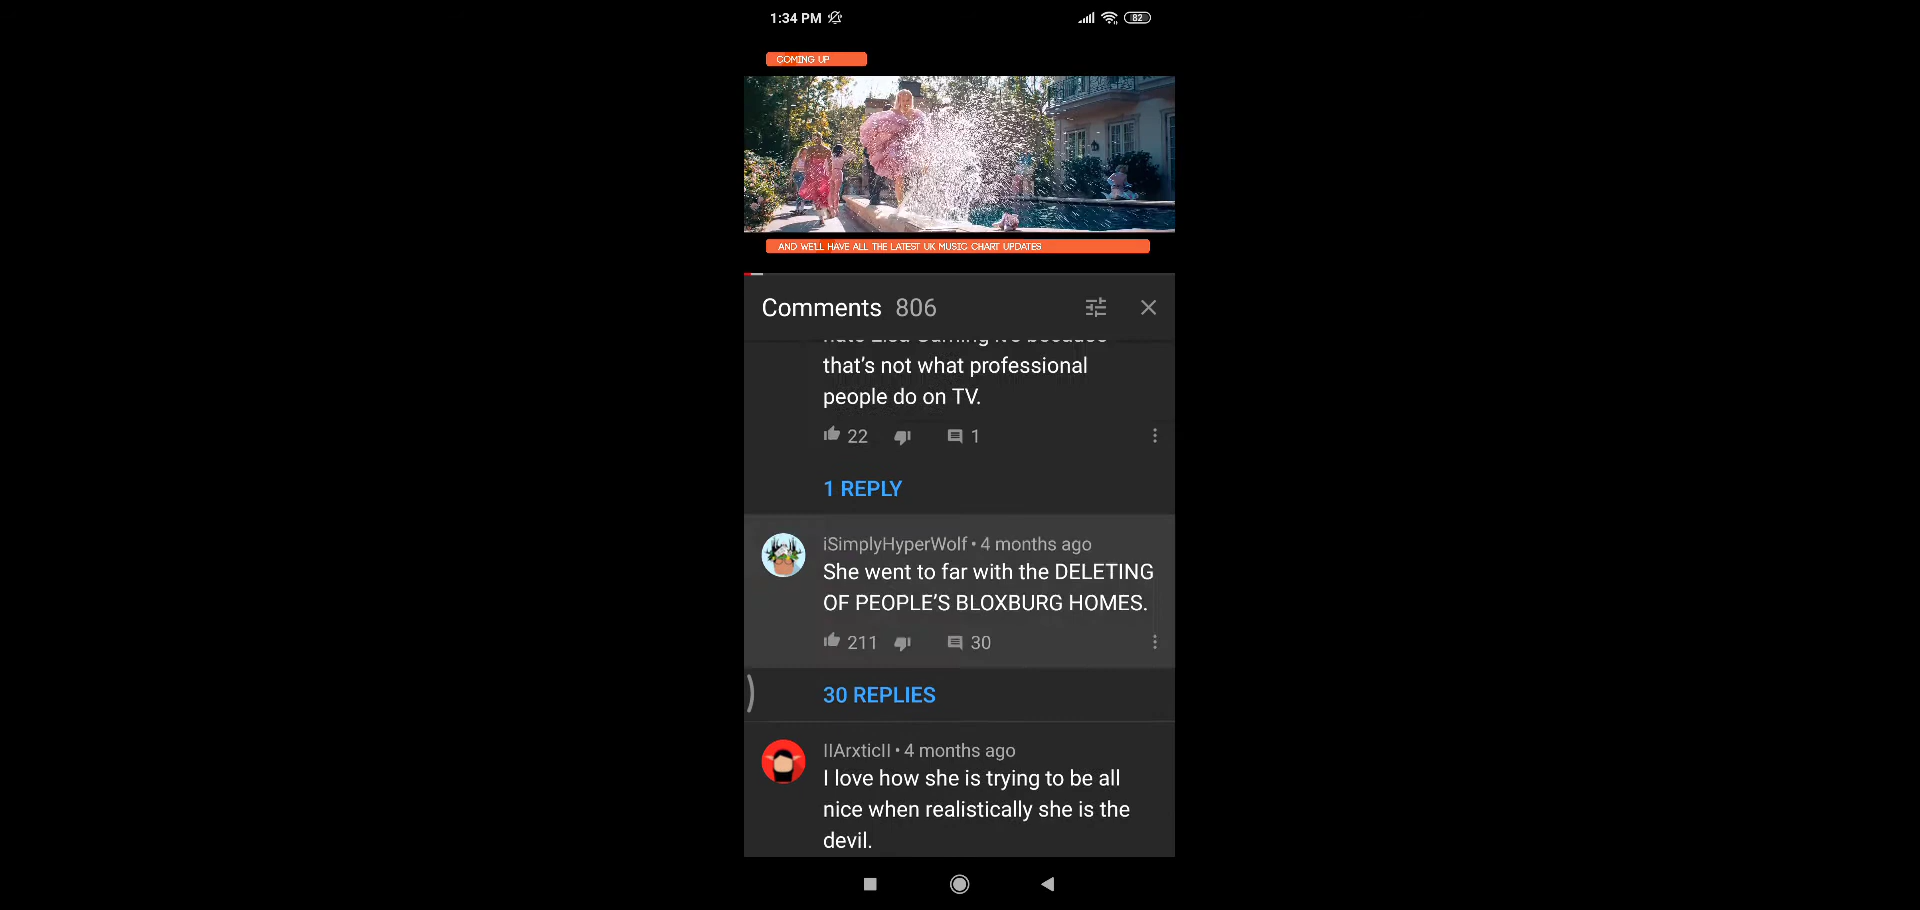 1:34 PM
82
COMING UP
AND WE'LL HAVE ALL THE LATEST UK MUSIC CHART UPDATES
Comments 806
that's not what professional
people do on TV.
22
1
1 REPLY
iSimplyHyperWolf • 4 months ago
She went to far with the DELETING
OF PEOPLE'S BLOXBURG HOMES.
211
30
30 REPLIES
IIArxticII • 4 months ago
I love how she is trying to be all
nice when realistically she is the
devil.